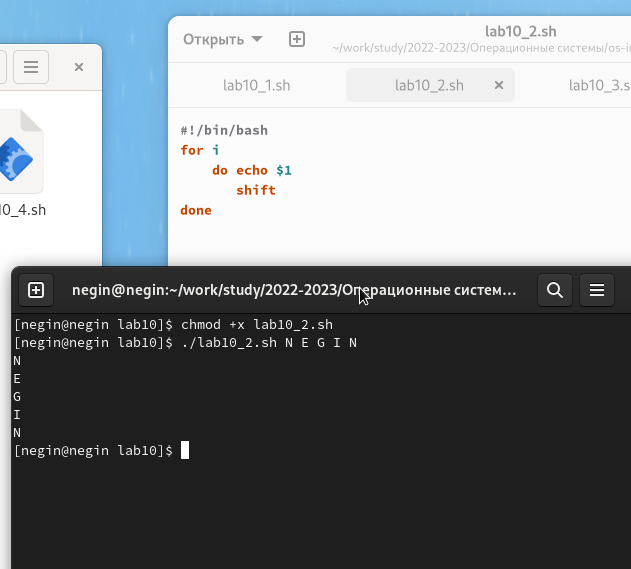 Открыть
lab10_2.sh
~/work/study/2022-2023/Операционные системы/os-i
lab10_1.sh
lab10_2.sh
lab10_3.s
#!/bin/bash
for i
    do echo $1
       shift
done
10_4.sh
negin@negin:~/work/study/2022-2023/Операционные систем...
[negin@negin lab10]$ chmod +x lab10_2.sh
[negin@negin lab10]$ ./lab10_2.sh N E G I N
N
E
G
I
N
[negin@negin lab10]$